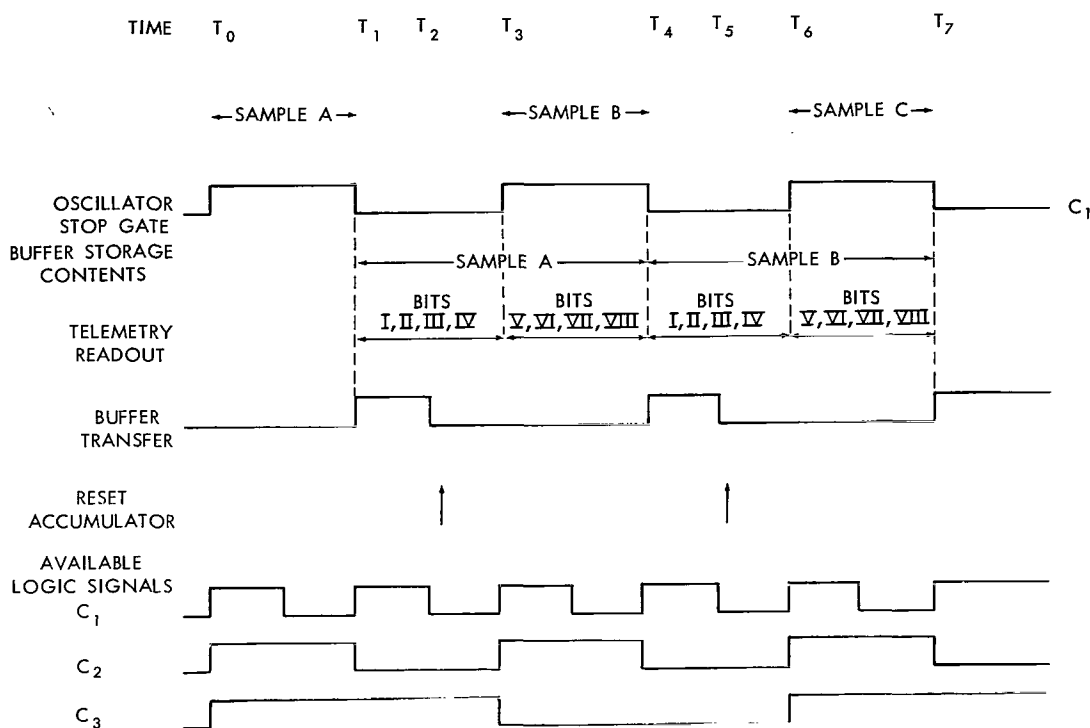 TIME T0 T1 T2 T3 T4 T5 T6 T7
SAMPLE A SAMPLE B SAMPLE C
OSCILLATOR
STOP GATE
C1
BUFFER STORAGE
CONTENTS
SAMPLE A SAMPLE B
TELEMETRY
READOUT
BITS
I, II, III, IV
BITS
V, VI, VII, VIII
BITS
I, II, III, IV
BITS
V, VI, VII, VIII
BUFFER
TRANSFER
RESET
ACCUMULATOR
AVAILABLE
LOGIC SIGNALS
C1
C2
C3